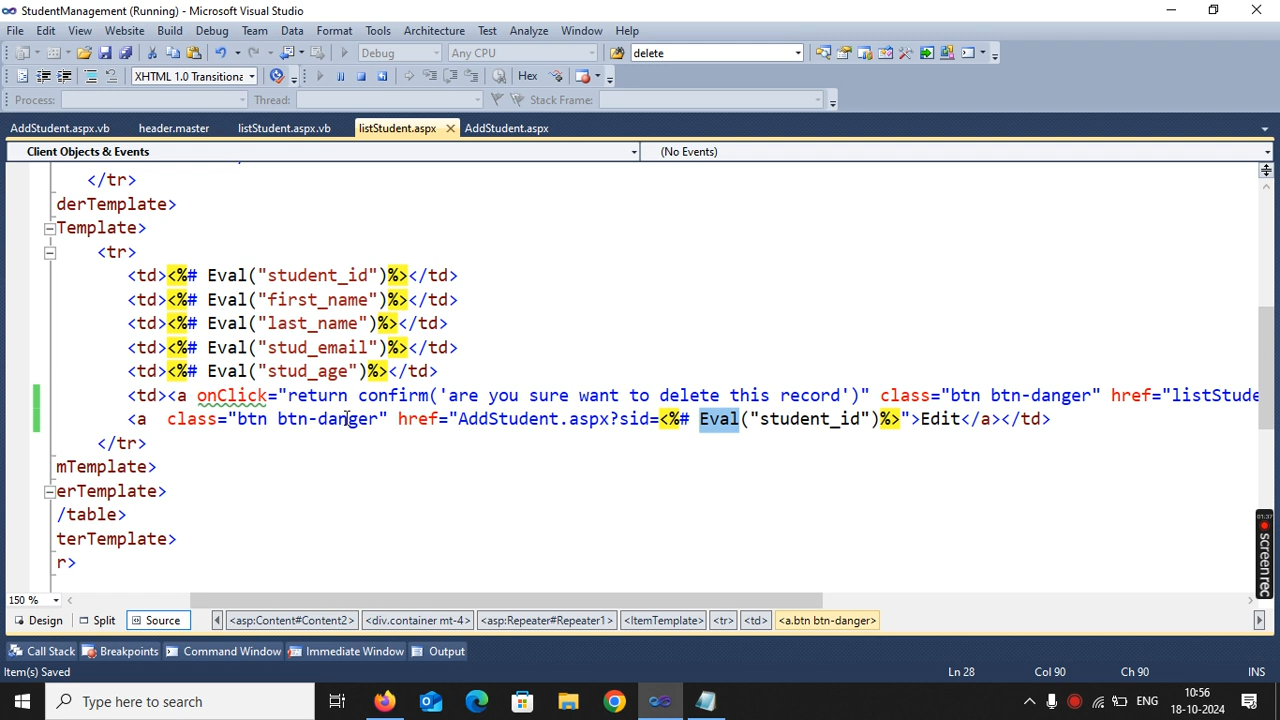 StudentManagement (Running) - Microsoft Visual Studio
File Edit View Website Build Debug Team Data Format Tools Architecture Test Analyze Window Help
Debug Any CPU delete
XHTML 1.0 Transitiona Hex
Process: Thread: Stack Frame:
AddStudent.aspx.vb header.master listStudent.aspx.vb listStudent.aspx AddStudent.aspx
Client Objects & Events (No Events)
</tr>
derTemplate>
Template>
<tr>
<td><%# Eval("student_id")%></td>
<td><%# Eval("first_name")%></td>
<td><%# Eval("last_name")%></td>
<td><%# Eval("stud_email")%></td>
<td><%# Eval("stud_age")%></td>
<td><a onClick="return confirm('are you sure want to delete this record')" class="btn btn-danger" href="listStude
<a class="btn btn-danger" href="AddStudent.aspx?sid=<%# Eval("student_id")%>">Edit</a></td>
</tr>
mTemplate>
erTemplate>
/table>
terTemplate>
r>
01:37
screen rec
150 %
Design Split Source <asp:Content#Content2> <div.container mt-4> <asp:Repeater#Repeater1> <ItemTemplate> <tr> <td> <a.btn btn-danger>
Call Stack Breakpoints Command Window Immediate Window Output
Item(s) Saved Ln 28 Col 90 Ch 90 INS
Type here to search ENG 10:56
18-10-2024